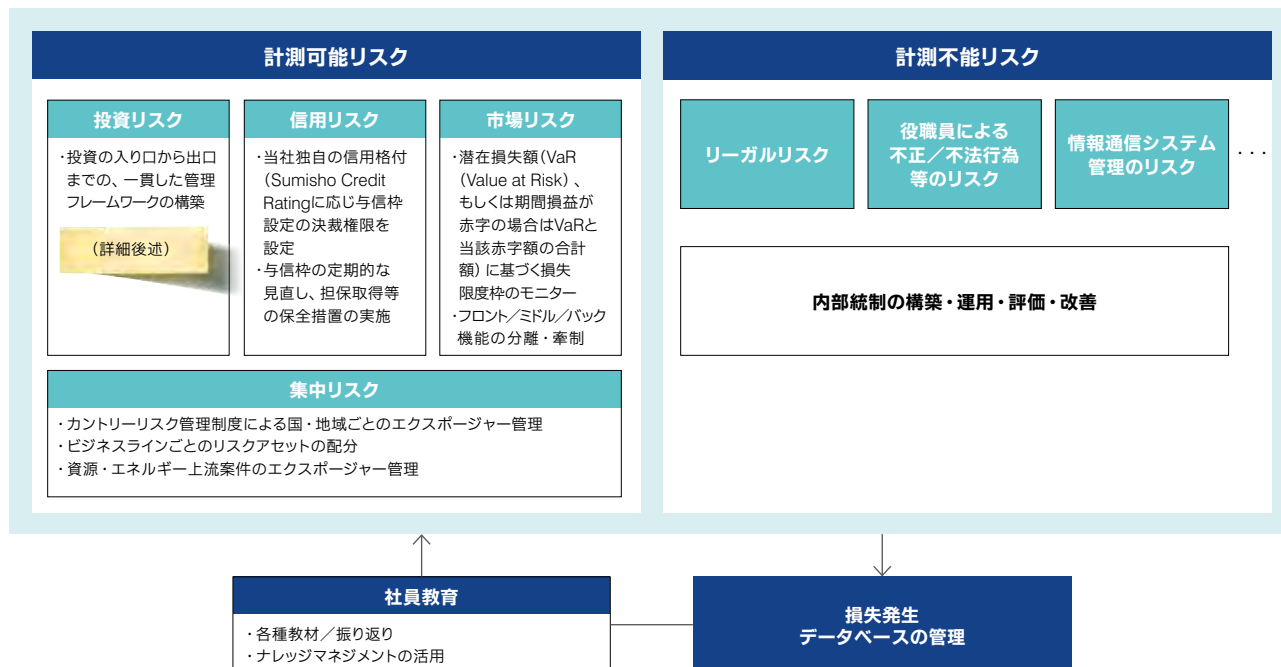 計測可能リスク
投資リスク
・投資の入り口から出口
までの、一貫した管理
フレームワークの構築
（詳細後述）
信用リスク
・当社独自の信用格付
（Sumisho Credit
Ratingに応じ与信枠
設定の決裁権限を
設定
・与信枠の定期的な
見直し、担保取得等
の保全措置の実施
市場リスク
・潜在損失額（VaR
（Value at Risk）、
もしくは期間損益が
赤字の場合はVaRと
当該赤字額の合計
額）に基づく損失
限度枠のモニター
・フロント／ミドル／バック
機能の分離・牽制
集中リスク
・カントリーリスク管理制度による国・地域ごとのエクスポージャー管理
・ビジネスラインごとのリスクアセットの配分
・資源・エネルギー上流案件のエクスポージャー管理
計測不能リスク
リーガルリスク
役職員による
不正／不法行為
等のリスク
情報通信システム
管理のリスク
・・・
内部統制の構築・運用・評価・改善
社員教育
・各種教材／振り返り
・ナレッジマネジメントの活用
損失発生
データベースの管理